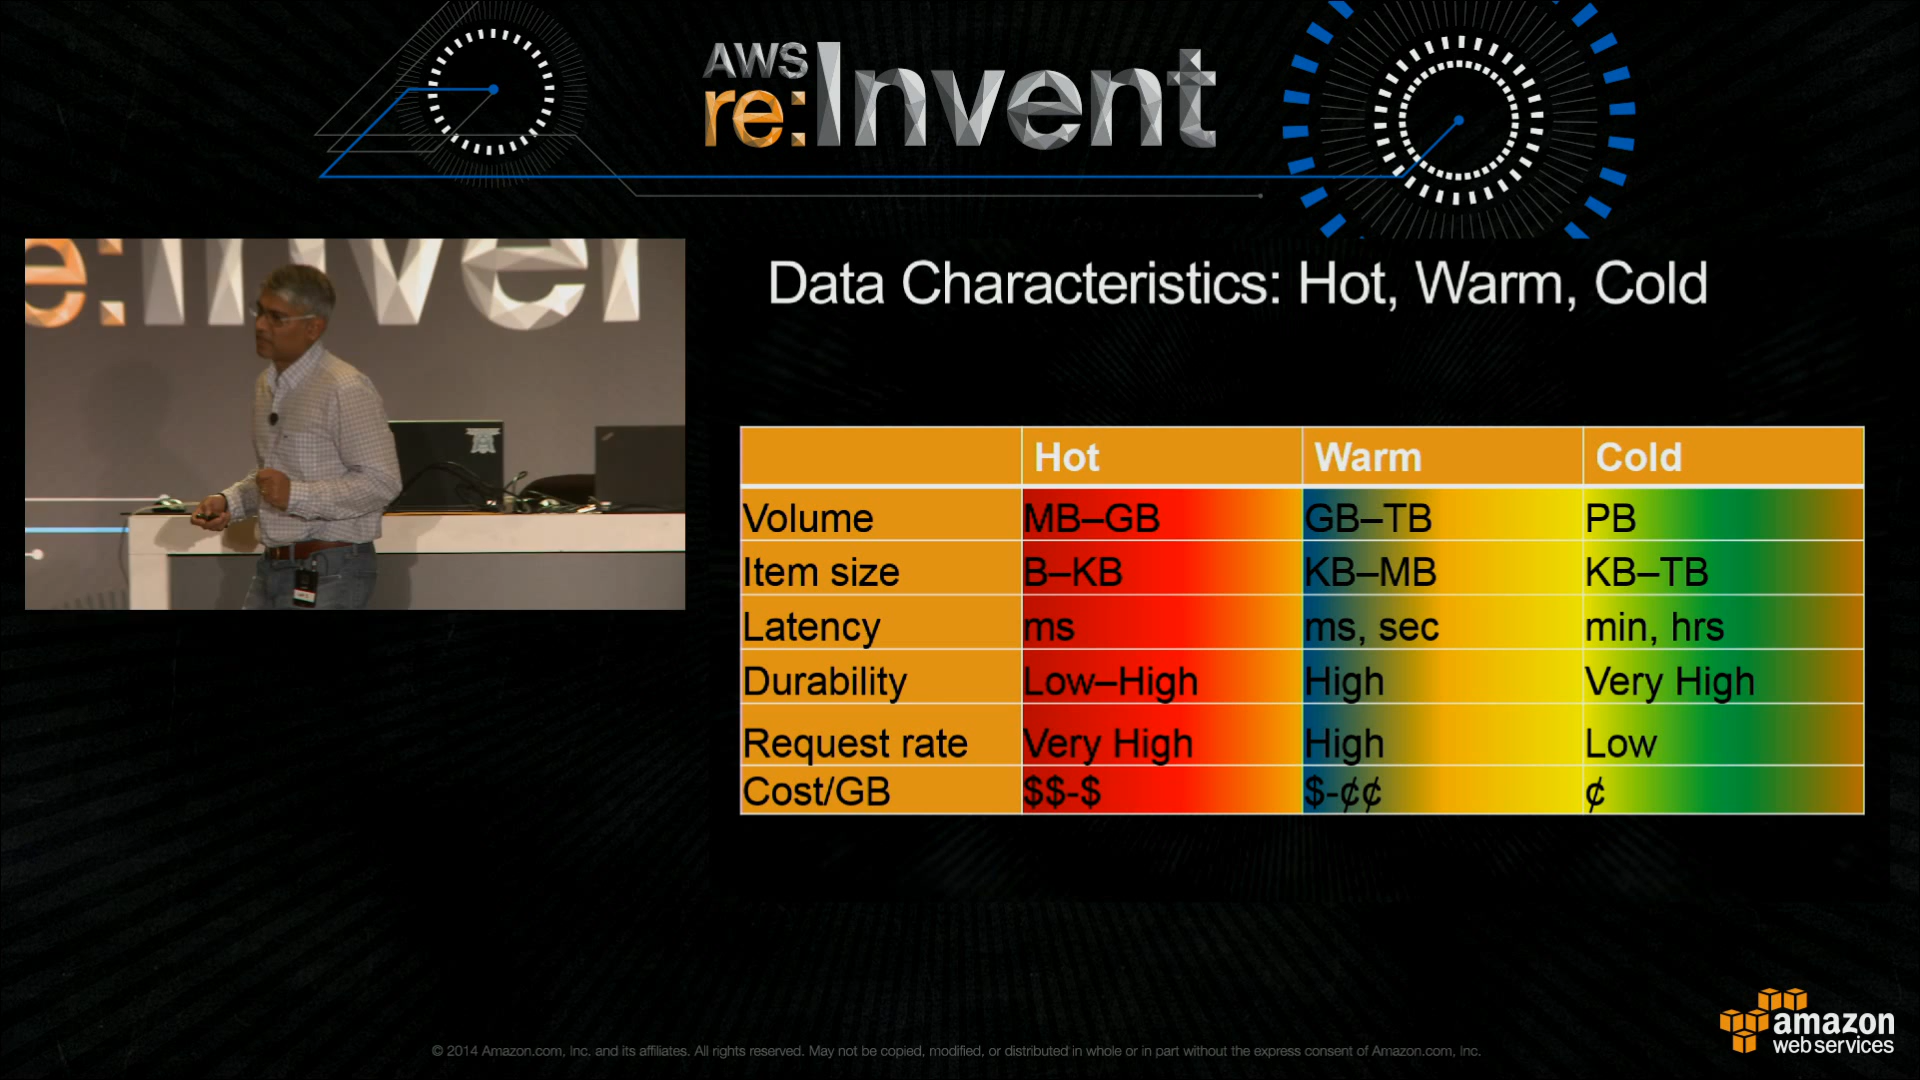 AWS
re:Invent
e:Inven
Data Characteristics: Hot, Warm, Cold
Hot Warm Cold
Volume MB–GB GB–TB PB
Item size B–KB KB–MB KB–TB
Latency ms ms, sec min, hrs
Durability Low–High High Very High
Request rate Very High High Low
Cost/GB $$-$ $-¢¢ ¢
amazon
web services
© 2014 Amazon.com, Inc. and its affiliates. All rights reserved. May not be copied, modified, or distributed in whole or in part without the express consent of Amazon.com, Inc.